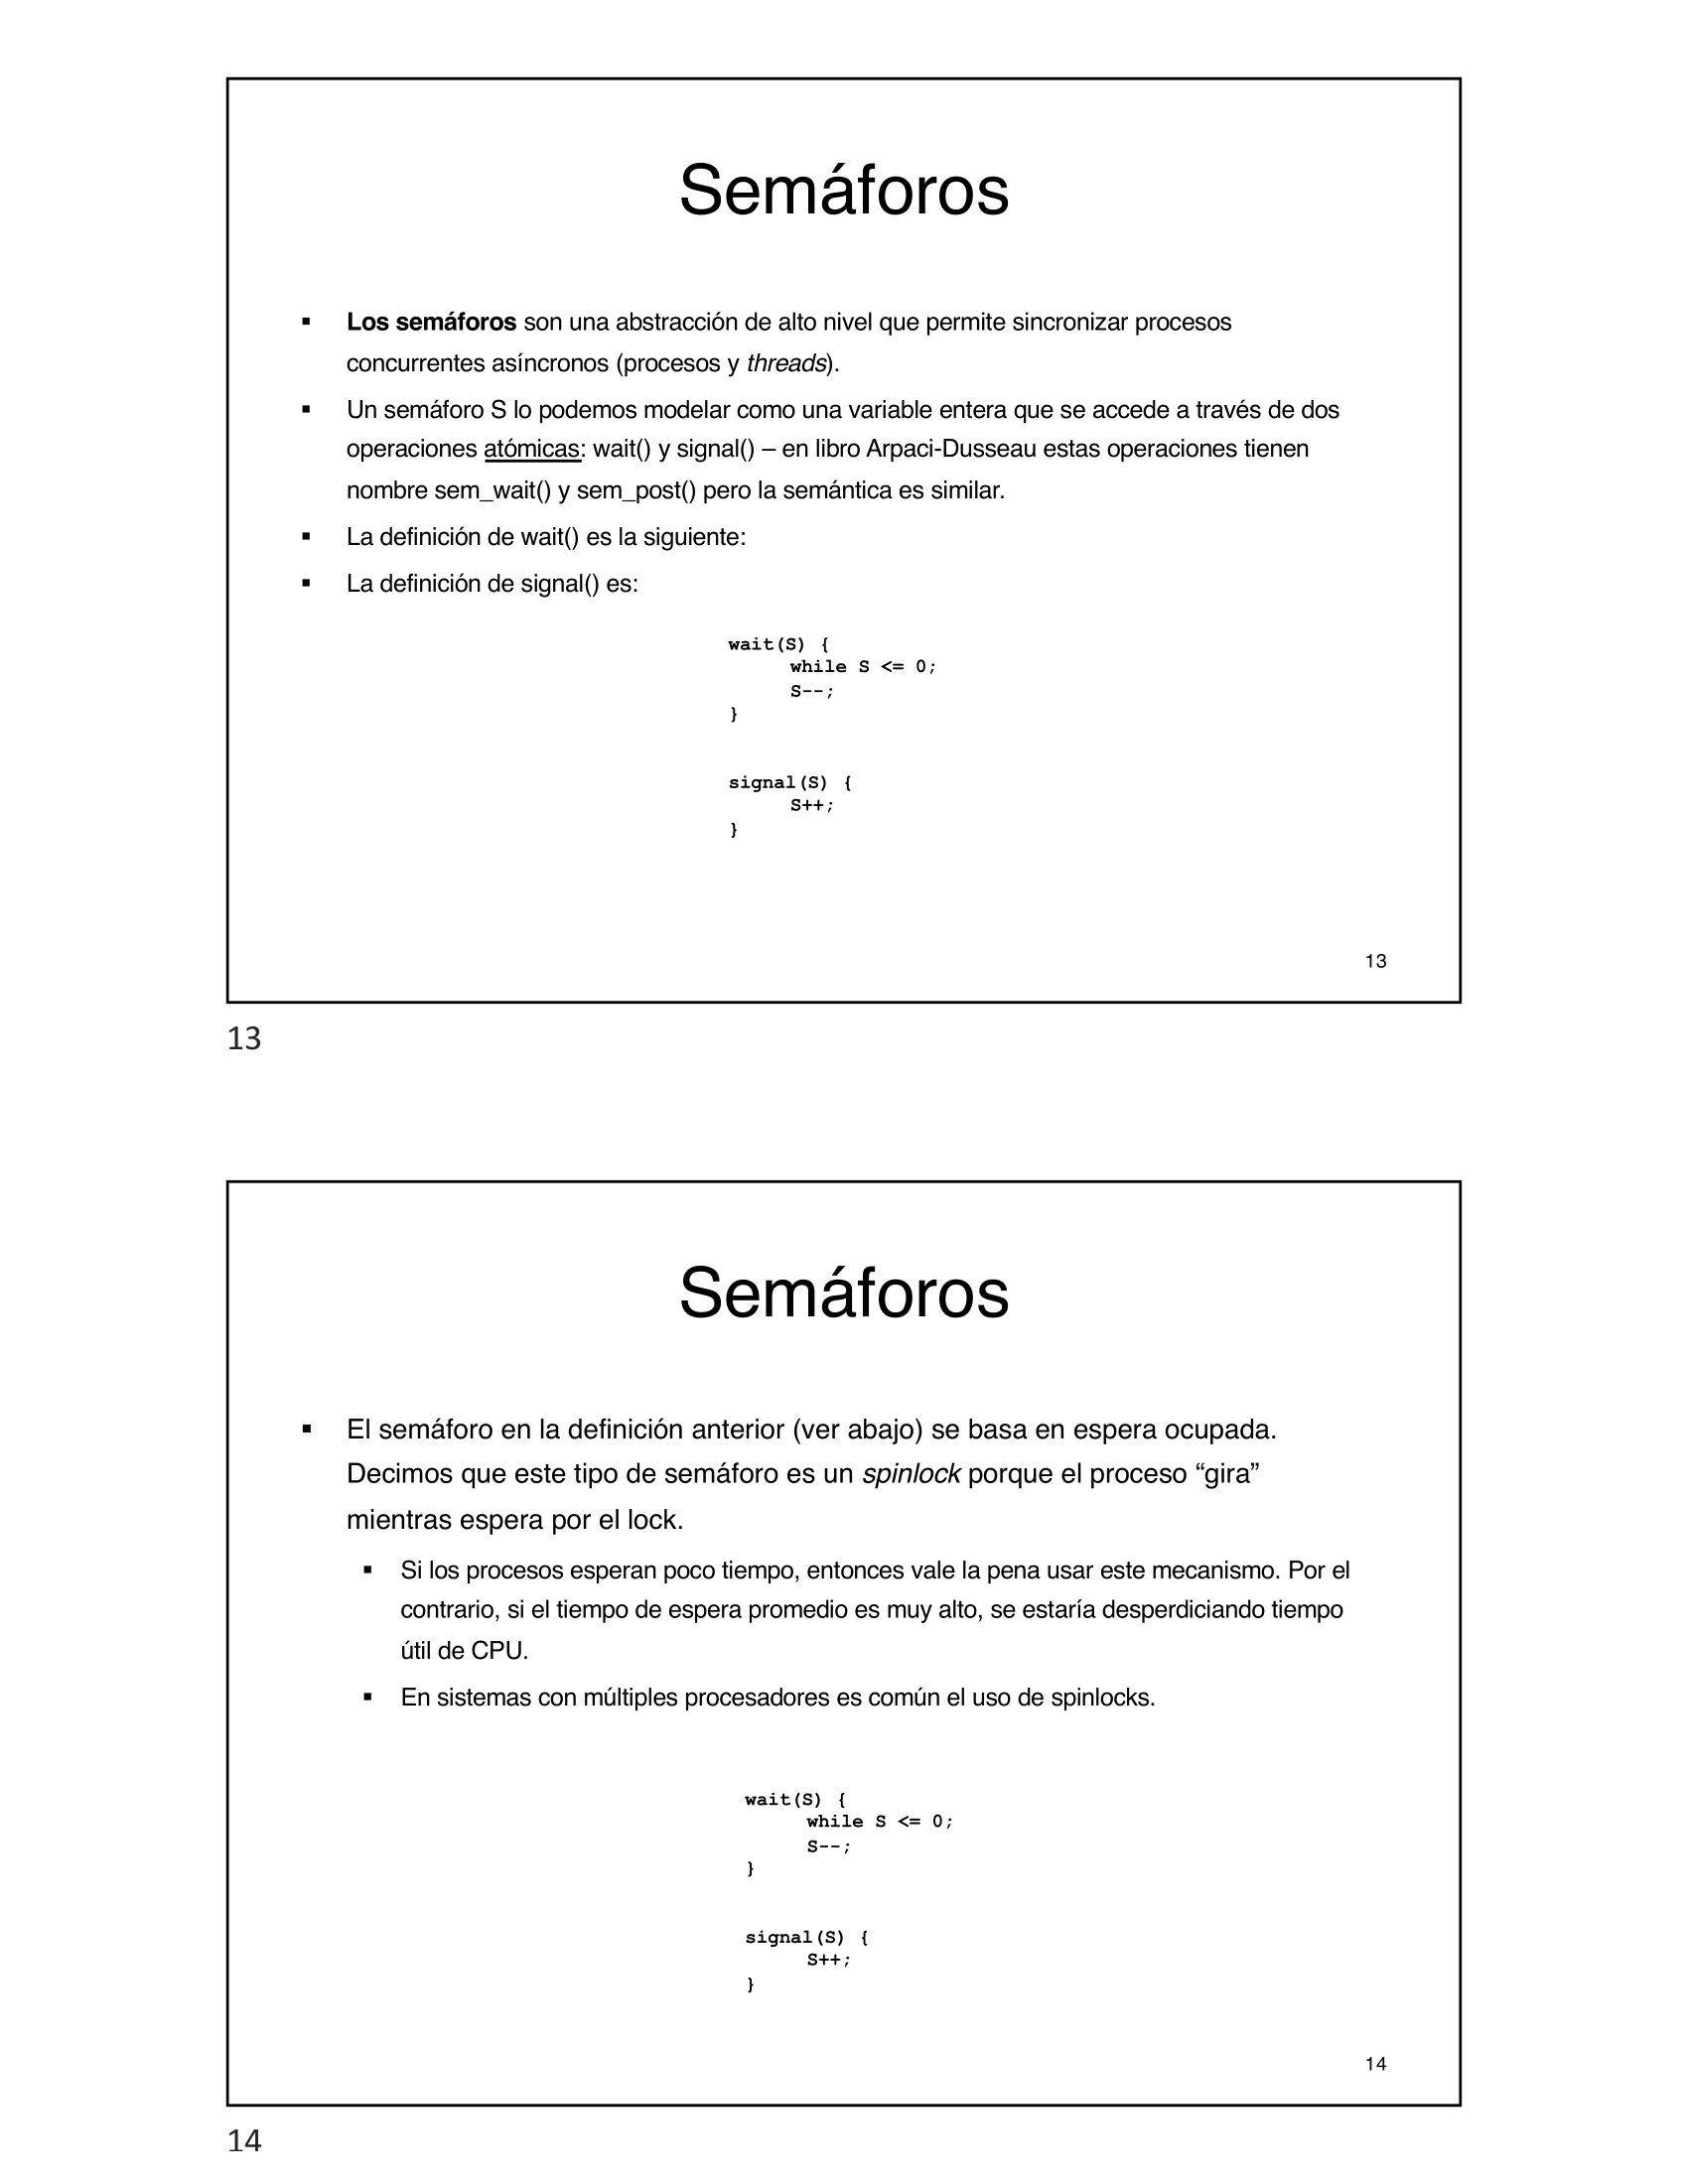 Semáforos
▪ Los semáforos son una abstracción de alto nivel que permite sincronizar procesos
concurrentes asíncronos (procesos y threads).
▪ Un semáforo S lo podemos modelar como una variable entera que se accede a través de dos
operaciones atómicas: wait() y signal() – en libro Arpaci-Dusseau estas operaciones tienen
nombre sem_wait() y sem_post() pero la semántica es similar.
▪ La definición de wait() es la siguiente:
▪ La definición de signal() es:
wait(S) {
while S <= 0;
S--;
}
signal(S) {
S++;
}
13
13
Semáforos
▪ El semáforo en la definición anterior (ver abajo) se basa en espera ocupada.
Decimos que este tipo de semáforo es un spinlock porque el proceso “gira”
mientras espera por el lock.
▪ Si los procesos esperan poco tiempo, entonces vale la pena usar este mecanismo. Por el
contrario, si el tiempo de espera promedio es muy alto, se estaría desperdiciando tiempo
útil de CPU.
▪ En sistemas con múltiples procesadores es común el uso de spinlocks.
wait(S) {
while S <= 0;
S--;
}
signal(S) {
S++;
}
14
14